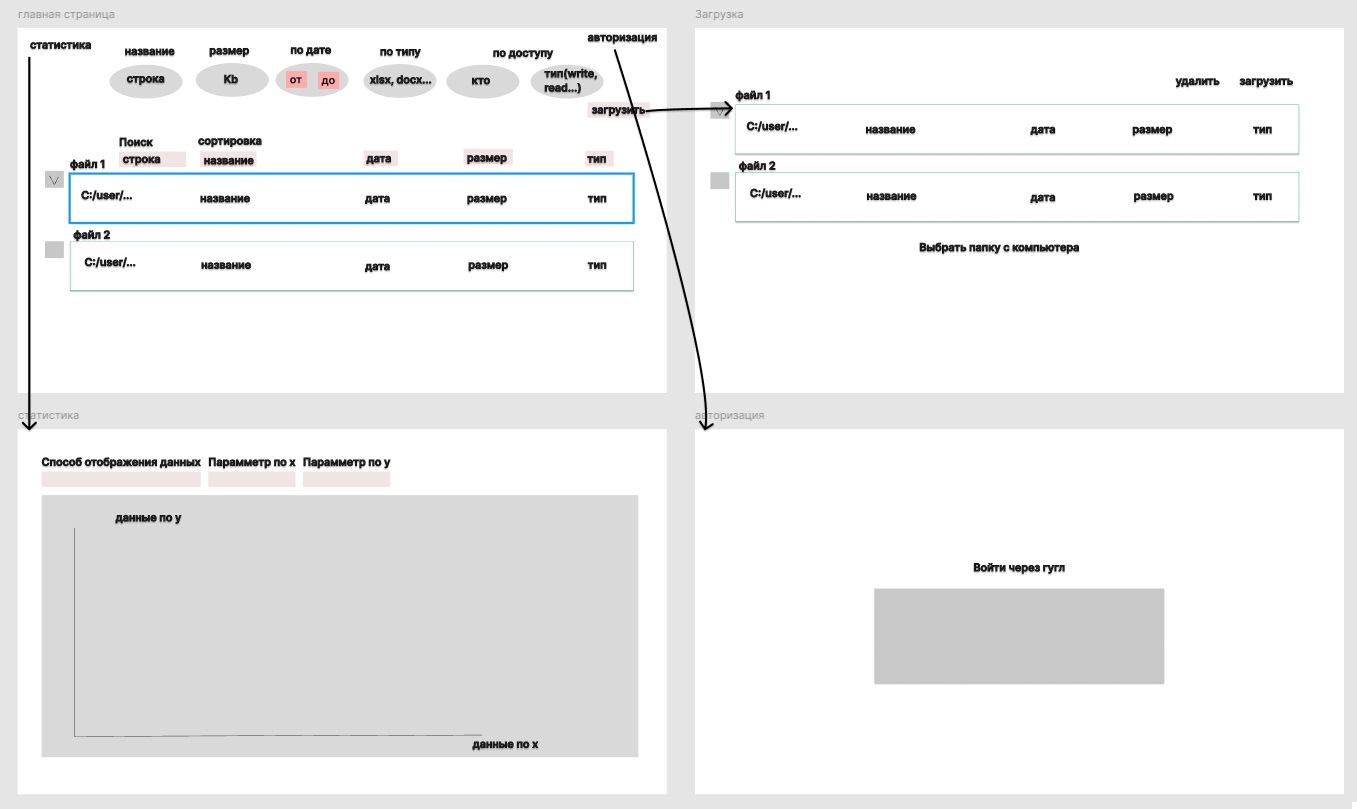 главная страница
статистика
название
размер
по дате
по типу
по доступу
авторизация
строка
Kb
от
до
xlsx, docx...
кто
тип(write,
read...)
загрузить
Поиск
сортировка
строка
название
дата
размер
тип
файл 1
C:/user/...
название
дата
размер
тип
файл 2
C:/user/...
название
дата
размер
тип
Загрузка
удалить
загрузить
файл 1
C:/user/...
название
дата
размер
тип
файл 2
C:/user/...
название
дата
размер
тип
Выбрать папку с компьютера
статистика
Способ отображения данных
Парамметр по х
Парамметр по у
данные по у
данные по х
авторизация
Войти через гугл